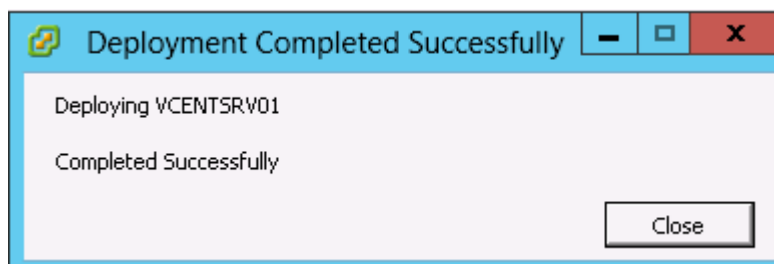 Deployment Completed Successfully
Deploying VCENTSRV01
Completed Successfully
Close